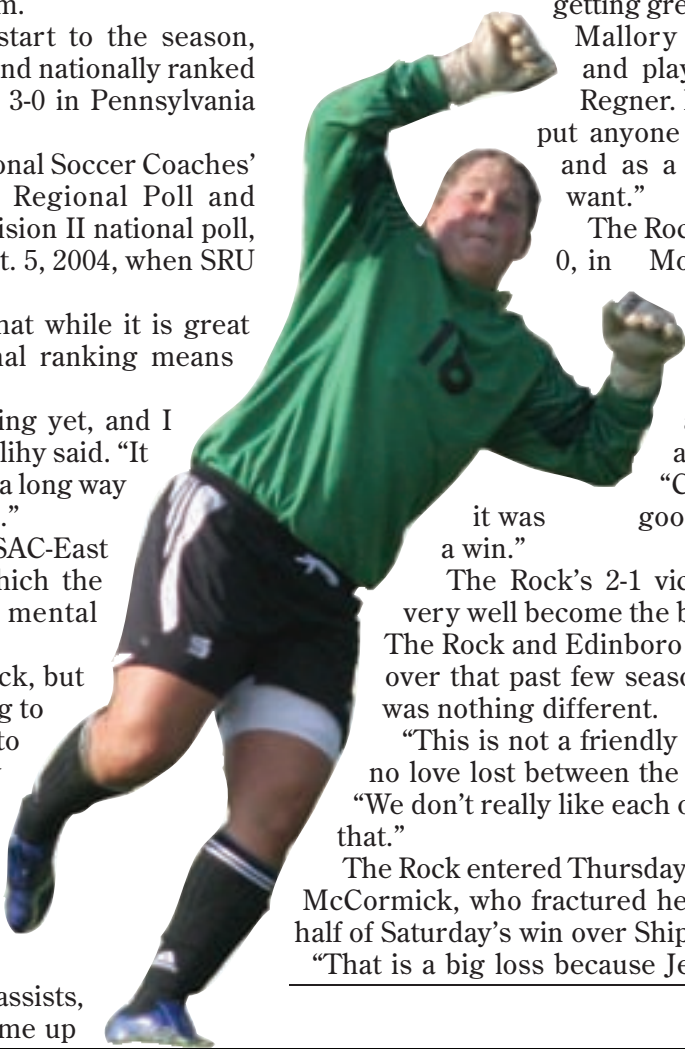 m.
start to the season,
nd nationally ranked
3-0 in Pennsylvania
onal Soccer Coaches’
Regional Poll and
ision II national poll,
t. 5, 2004, when SRU
hat while it is great
nal ranking means
ing yet, and I
lihy said. “It
a long way
.”
SAC-East
hich the
mental
ck, but
g to
to
assists,
me up
getting gre
Mallory
and play
Regner.
put anyone
and as a
want.”
The Roc
0, in Mo
a
“C
it was goo
a win.”
The Rock’s 2-1 vic
very well become the b
The Rock and Edinboro
over that past few seaso
was nothing different.
“This is not a friendly
no love lost between the
“We don’t really like each o
that.”
The Rock entered Thursday
McCormick, who fractured he
half of Saturday’s win over Ship
“That is a big loss because Je
16